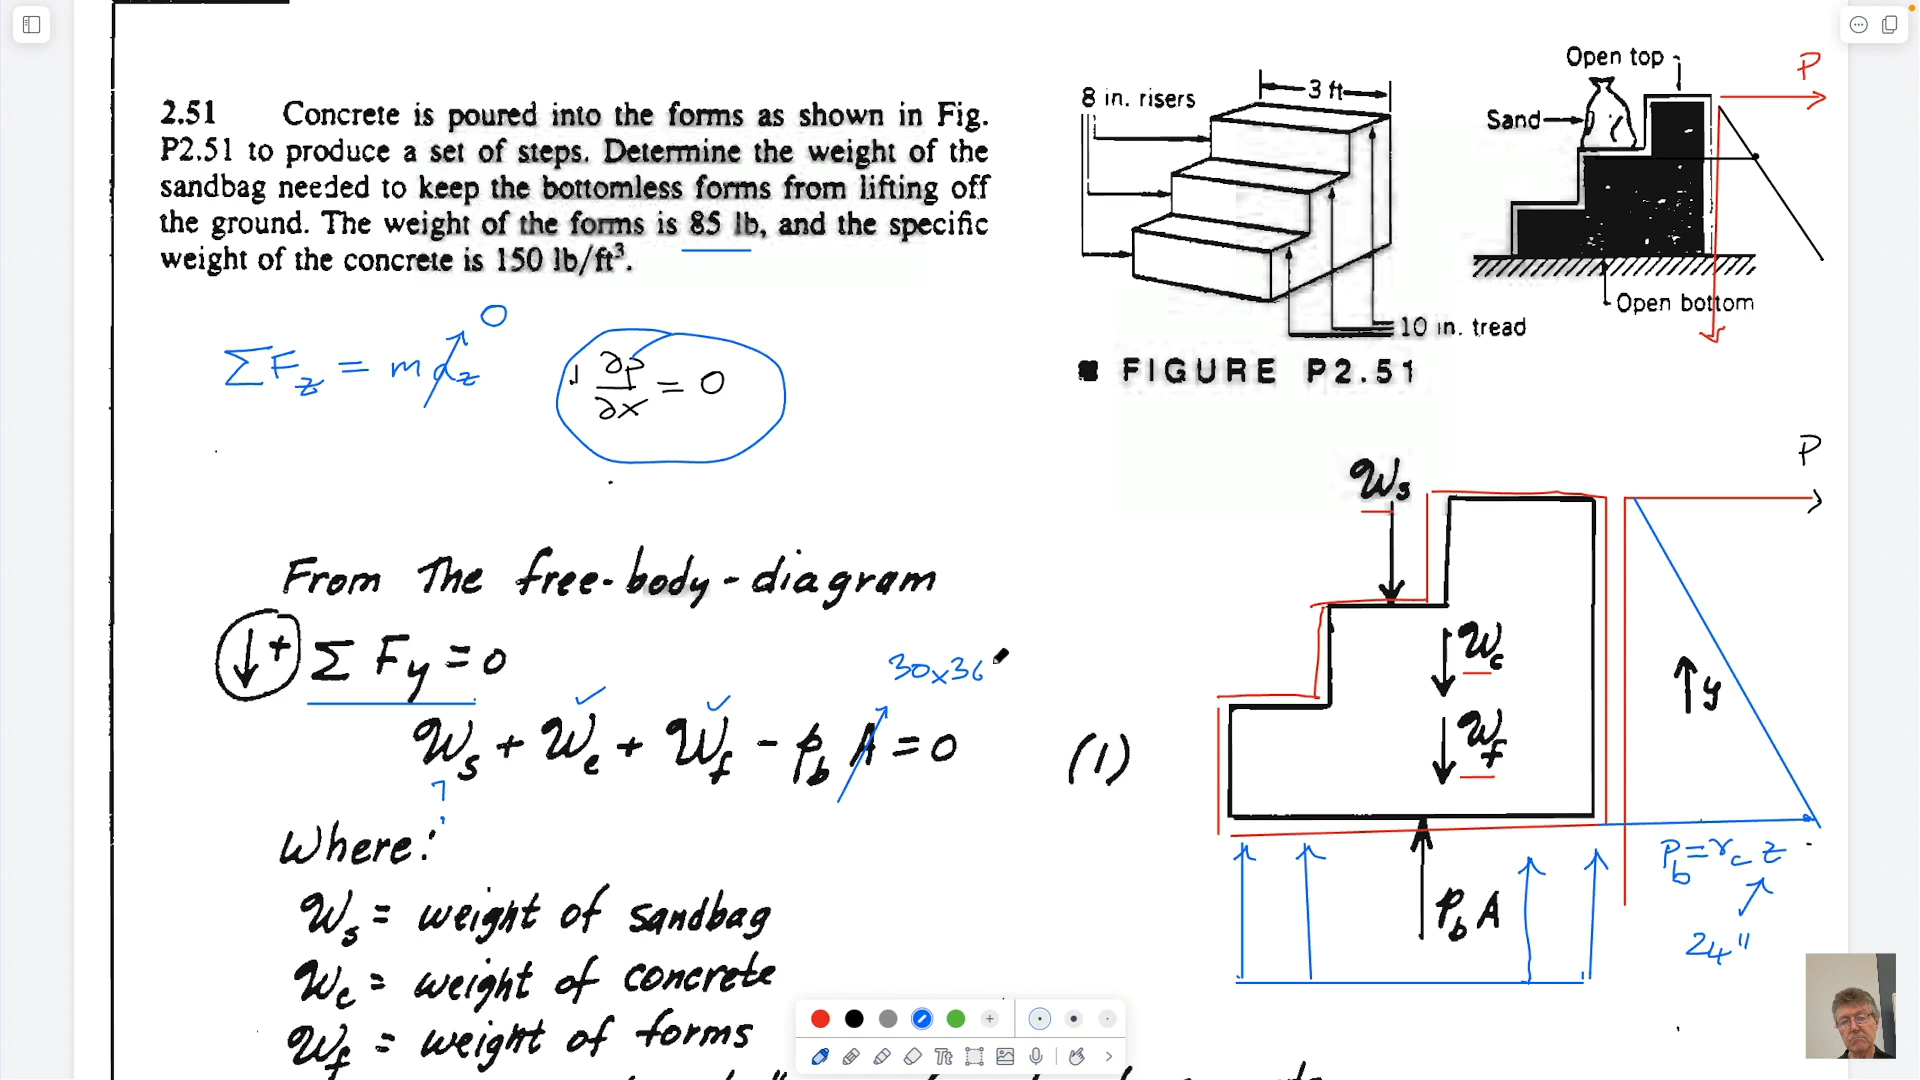 2.51 Concrete is poured into the forms as shown in Fig.
P2.51 to produce a set of steps. Determine the weight of the
sandbag needed to keep the bottomless forms from lifting off
the ground. The weight of the forms is 85 lb, and the specific
weight of the concrete is 150 lb/ft³.
8 in. risers
3 ft
10 in. tread
Open top
Sand
Open bottom
P
■ FIGURE P2.51
ΣF_z = m a_z 0
∂p/∂x = 0
From the free-body-diagram
↓+ Σ F_y = 0
30x36
W_s + W_c + W_f - p_b A = 0 (1)
?
Where:
W_s = weight of sandbag
W_c = weight of concrete
W_f = weight of forms
W_s
W_c
W_f
p_b A
P
↑y
P_b = γ_c z
24"
Tt